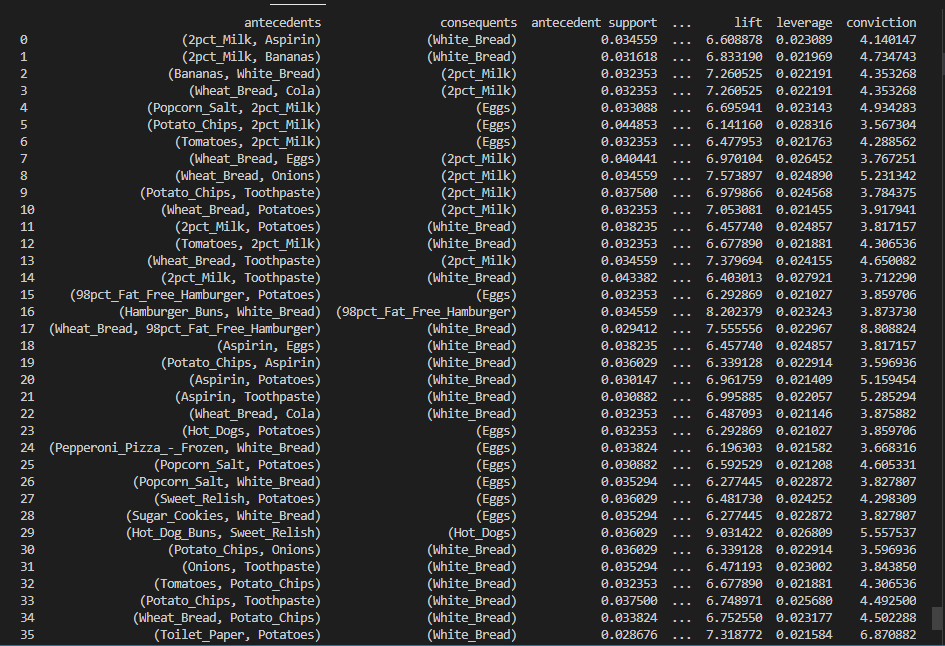 antecedents consequents antecedent support ... lift leverage conviction
0 (2pct_Milk, Aspirin) (White_Bread) 0.034559 ... 6.608878 0.023089 4.140147
1 (2pct_Milk, Bananas) (White_Bread) 0.031618 ... 6.833190 0.021969 4.734743
2 (Bananas, White_Bread) (2pct_Milk) 0.032353 ... 7.260525 0.022191 4.353268
3 (Wheat_Bread, Cola) (2pct_Milk) 0.032353 ... 7.260525 0.022191 4.353268
4 (Popcorn_Salt, 2pct_Milk) (Eggs) 0.033088 ... 6.695941 0.023143 4.934283
5 (Potato_Chips, 2pct_Milk) (Eggs) 0.044853 ... 6.141160 0.028316 3.567304
6 (Tomatoes, 2pct_Milk) (Eggs) 0.032353 ... 6.477953 0.021763 4.288562
7 (Wheat_Bread, Eggs) (2pct_Milk) 0.040441 ... 6.970104 0.026452 3.767251
8 (Wheat_Bread, Onions) (2pct_Milk) 0.034559 ... 7.573897 0.024890 5.231342
9 (Potato_Chips, Toothpaste) (2pct_Milk) 0.037500 ... 6.979866 0.024568 3.784375
10 (Wheat_Bread, Potatoes) (2pct_Milk) 0.032353 ... 7.053081 0.021455 3.917941
11 (2pct_Milk, Potatoes) (White_Bread) 0.038235 ... 6.457740 0.024857 3.817157
12 (Tomatoes, 2pct_Milk) (White_Bread) 0.032353 ... 6.677890 0.021881 4.306536
13 (Wheat_Bread, Toothpaste) (2pct_Milk) 0.034559 ... 7.379694 0.024155 4.650082
14 (2pct_Milk, Toothpaste) (White_Bread) 0.043382 ... 6.403013 0.027921 3.712290
15 (98pct_Fat_Free_Hamburger, Potatoes) (Eggs) 0.032353 ... 6.292869 0.021027 3.859706
16 (Hamburger_Buns, White_Bread) (98pct_Fat_Free_Hamburger) 0.034559 ... 8.202379 0.023243 3.873730
17 (Wheat_Bread, 98pct_Fat_Free_Hamburger) (White_Bread) 0.029412 ... 7.555556 0.022967 8.808824
18 (Aspirin, Eggs) (White_Bread) 0.038235 ... 6.457740 0.024857 3.817157
19 (Potato_Chips, Aspirin) (White_Bread) 0.036029 ... 6.339128 0.022914 3.596936
20 (Aspirin, Potatoes) (White_Bread) 0.030147 ... 6.961759 0.021409 5.159454
21 (Aspirin, Toothpaste) (White_Bread) 0.030882 ... 6.995885 0.022057 5.285294
22 (Wheat_Bread, Cola) (White_Bread) 0.032353 ... 6.487093 0.021146 3.875882
23 (Hot_Dogs, Potatoes) (Eggs) 0.032353 ... 6.292869 0.021027 3.859706
24 (Pepperoni_Pizza_-_Frozen, White_Bread) (Eggs) 0.033824 ... 6.196303 0.021582 3.668316
25 (Popcorn_Salt, Potatoes) (Eggs) 0.030882 ... 6.592529 0.021208 4.605331
26 (Popcorn_Salt, White_Bread) (Eggs) 0.035294 ... 6.277445 0.022872 3.827807
27 (Sweet_Relish, Potatoes) (Eggs) 0.036029 ... 6.481730 0.024252 4.298309
28 (Sugar_Cookies, White_Bread) (Eggs) 0.035294 ... 6.277445 0.022872 3.827807
29 (Hot_Dog_Buns, Sweet_Relish) (Hot_Dogs) 0.036029 ... 9.031422 0.026809 5.557537
30 (Potato_Chips, Onions) (White_Bread) 0.036029 ... 6.339128 0.022914 3.596936
31 (Onions, Toothpaste) (White_Bread) 0.035294 ... 6.471193 0.023002 3.843850
32 (Tomatoes, Potato_Chips) (White_Bread) 0.032353 ... 6.677890 0.021881 4.306536
33 (Potato_Chips, Toothpaste) (White_Bread) 0.037500 ... 6.748971 0.025680 4.492500
34 (Wheat_Bread, Potato_Chips) (White_Bread) 0.033824 ... 6.752550 0.023177 4.502288
35 (Toilet_Paper, Potatoes) (White_Bread) 0.028676 ... 7.318772 0.021584 6.870882